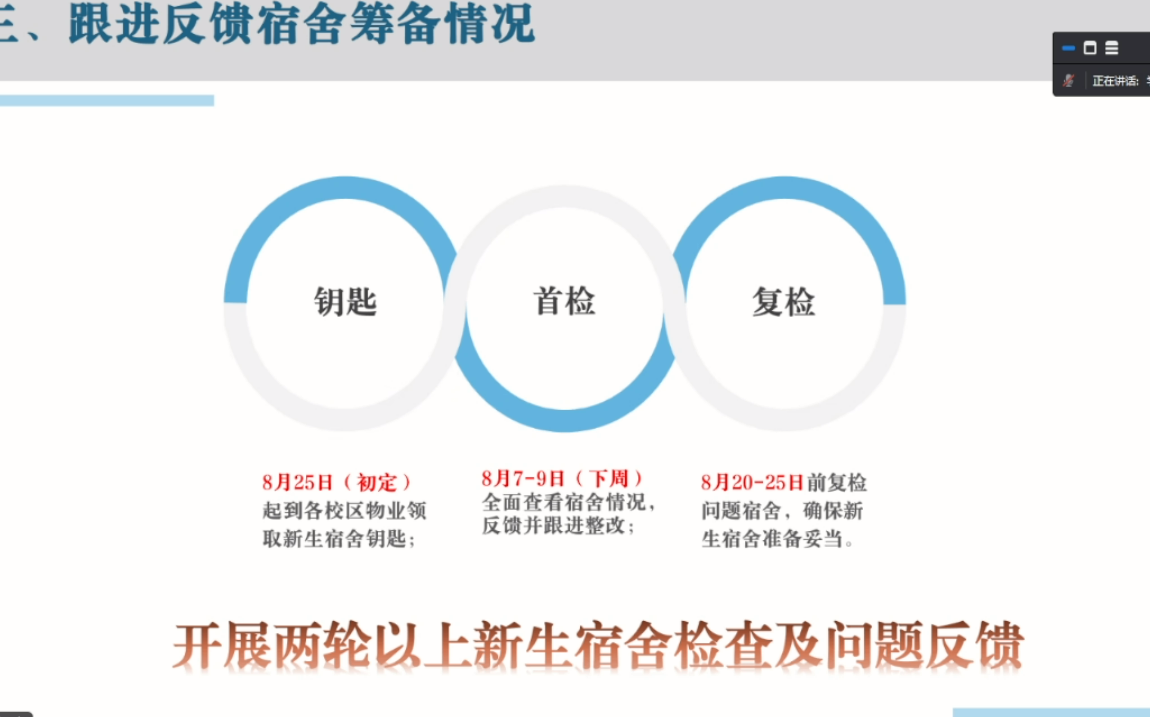 三、跟进反馈宿舍筹备情况
正在讲话:
钥匙
首检
复检
8月25日（初定）
起到各校区物业领
取新生宿舍钥匙；
8月7-9日（下周）
全面查看宿舍情况，
反馈并跟进整改；
8月20-25日前复检
问题宿舍，确保新
生宿舍准备妥当。
开展两轮以上新生宿舍检查及问题反馈